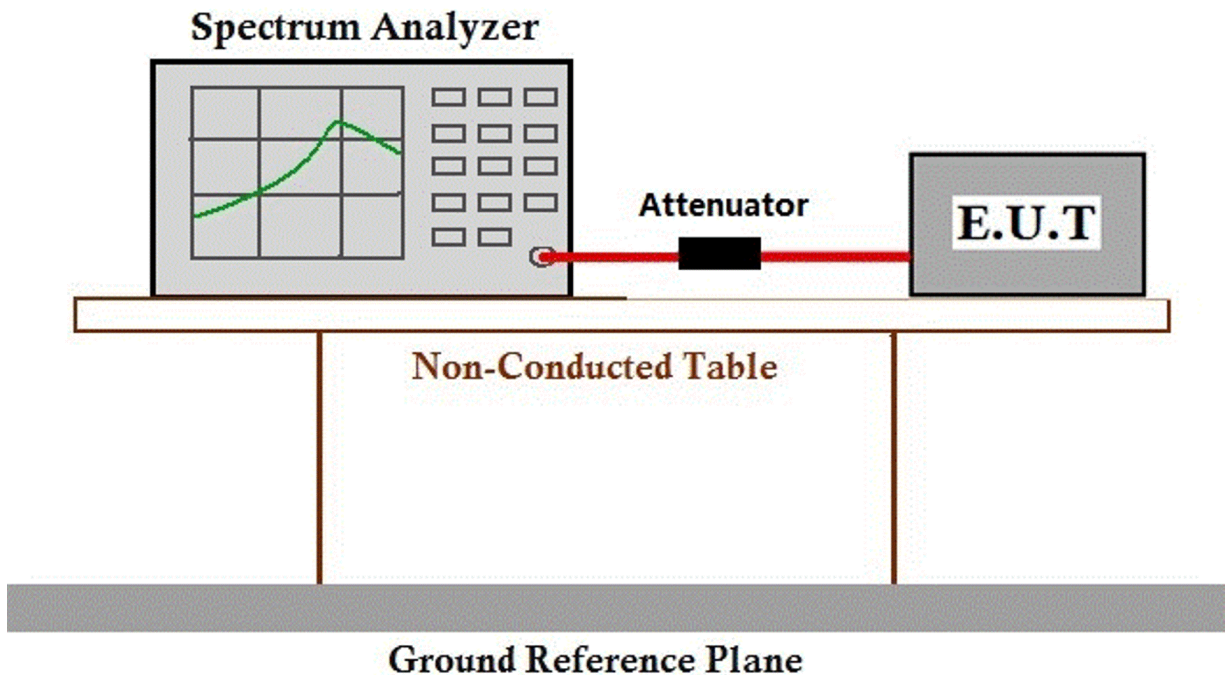 Spectrum Analyzer
Attenuator
E.U.T
Non-Conducted Table
Ground Reference Plane